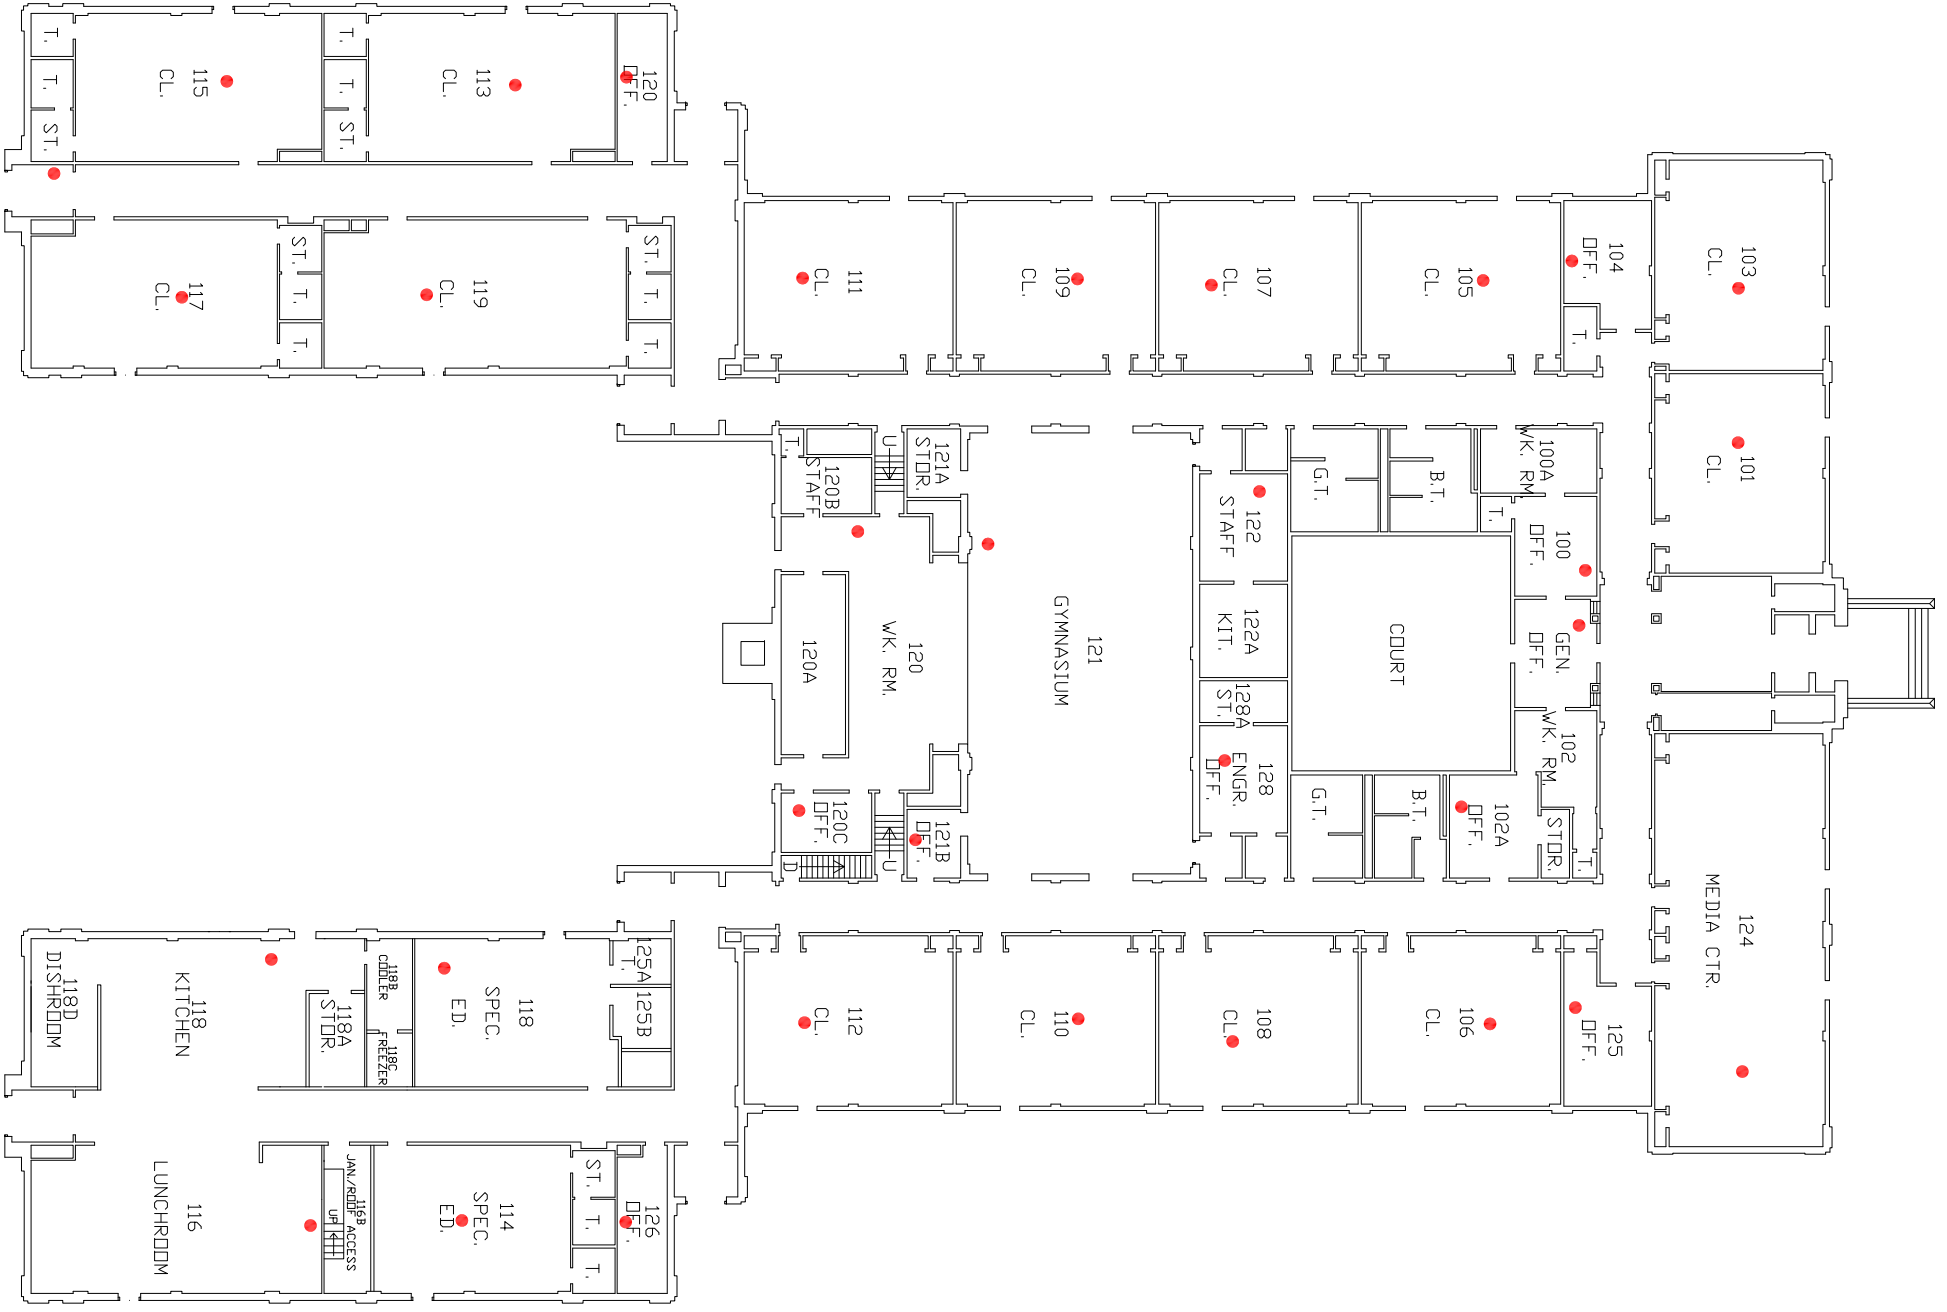 T.
T.
ST.
115
CL.
T.
T.
ST.
113
CL.
120
OFF.
117
CL.
ST.
T.
T.
119
CL.
ST.
T.
T.
111
CL.
109
CL.
107
CL.
105
CL.
104
OFF.
T.
103
CL.
101
CL.
T.
120B
STAFF
U
121A
STOR.
122
STAFF
G.T.
B.T.
100A
WK. RM.
T.
100
OFF.
120A
120
WK. RM.
121
GYMNASIUM
122A
KIT.
128A
ST.
128
ENGR.
OFF.
COURT
GEN.
OFF.
102
WK. RM.
120C
OFF.
D
U
121B
OFF.
G.T.
B.T.
102A
OFF.
STOR.
T.
124
MEDIA CTR.
118D
DISHROOM
118
KITCHEN
118A
STOR.
118B
COOLER
118C
FREEZER
118
SPEC.
ED.
125A
T.
125B
112
CL.
110
CL.
108
CL.
106
CL.
125
OFF.
116
LUNCHROOM
116B
JAN./ROOF ACCESS
UP
114
SPEC.
ED.
ST.
T.
T.
126
OFF.